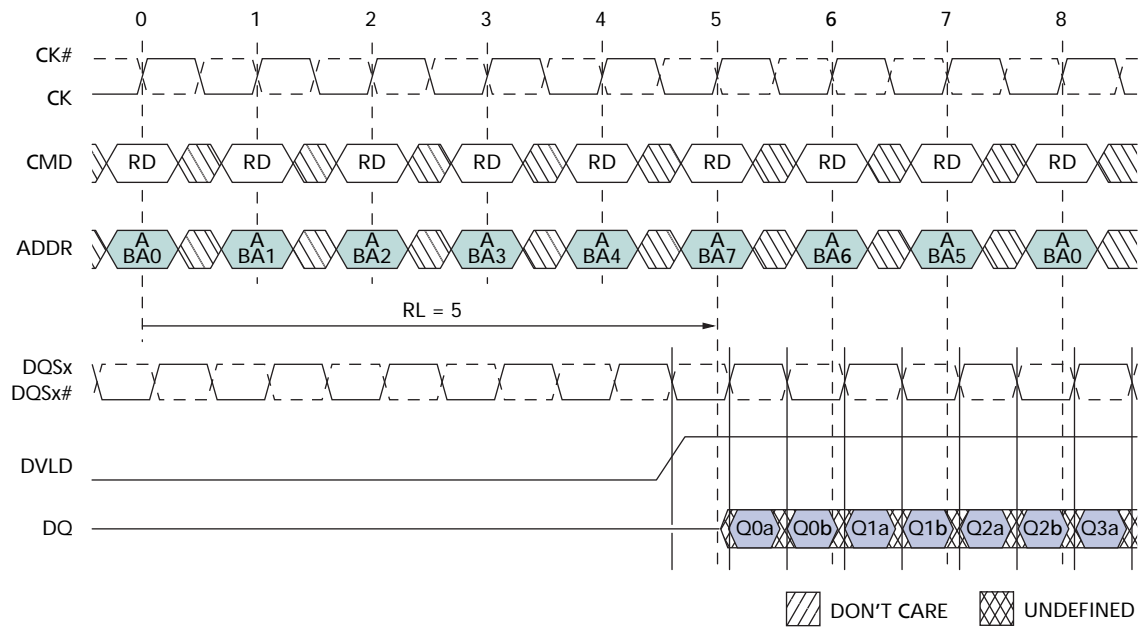 0 1 2 3 4 5 6 7 8
CK#
CK
CMD RD RD RD RD RD RD RD RD RD
ADDR A A A A A A A A A
BA0 BA1 BA2 BA3 BA4 BA7 BA6 BA5 BA0
RL = 5
DQSx
DQSx#
DVLD
DQ Q0a Q0b Q1a Q1b Q2a Q2b Q3a
DON'T CARE UNDEFINED